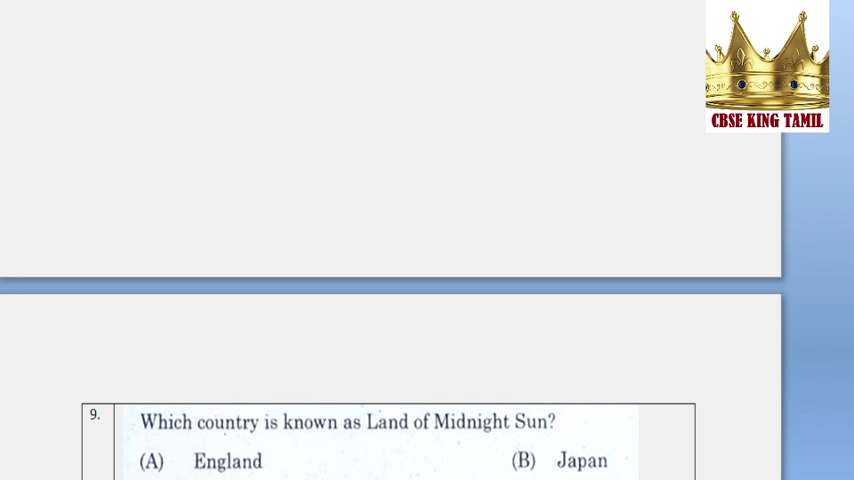 CBSE KING TAMIL
9.
Which country is known as Land of Midnight Sun?
(A) England (B) Japan